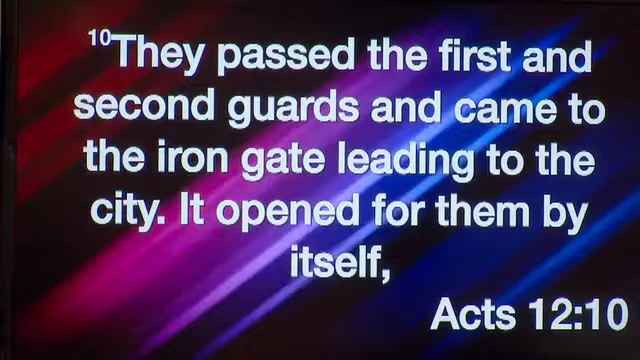 10They passed the first and
second guards and came to
the iron gate leading to the
city. It opened for them by
itself,
Acts 12:10